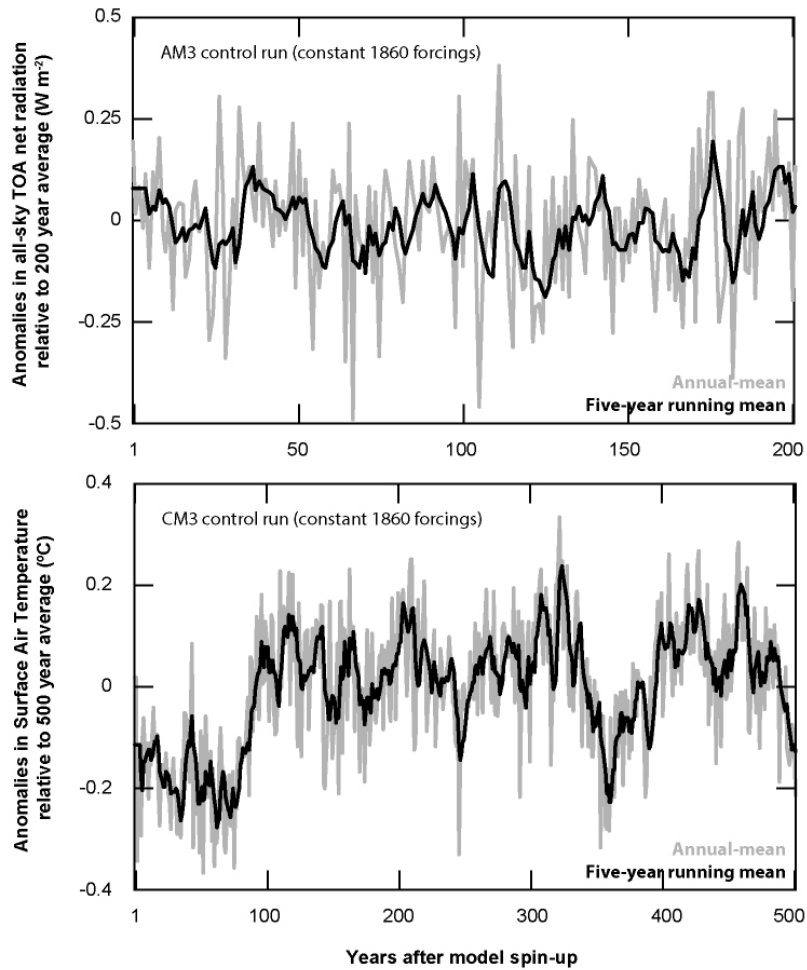 Anomalies in all-sky TOA net radiation
relative to 200 year average (W m-2)
0.5
0.25
0
-0.25
-0.5
AM3 control run (constant 1860 forcings)
Annual-mean
Five-year running mean
1
50
100
150
200
Anomalies in Surface Air Temperature
relative to 500 year average (ºC)
0.4
0.2
0
-0.2
-0.4
CM3 control run (constant 1860 forcings)
Annual-mean
Five-year running mean
1
100
200
300
400
500
Years after model spin-up